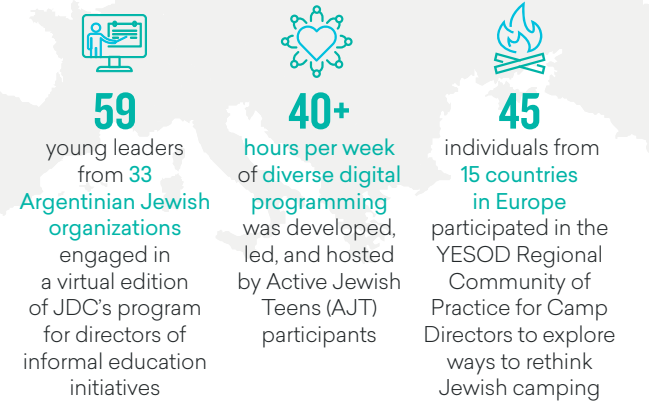 59
young leaders
from 33
Argentinian Jewish
organizations
engaged in
a virtual edition
of JDC's program
for directors of
informal education
initiatives
40+
hours per week
of diverse digital
programming
was developed,
led, and hosted
by Active Jewish
Teens (AJT)
participants
45
individuals from
15 countries
in Europe
participated in the
YESOD Regional
Community of
Practice for Camp
Directors to explore
ways to rethink
Jewish camping